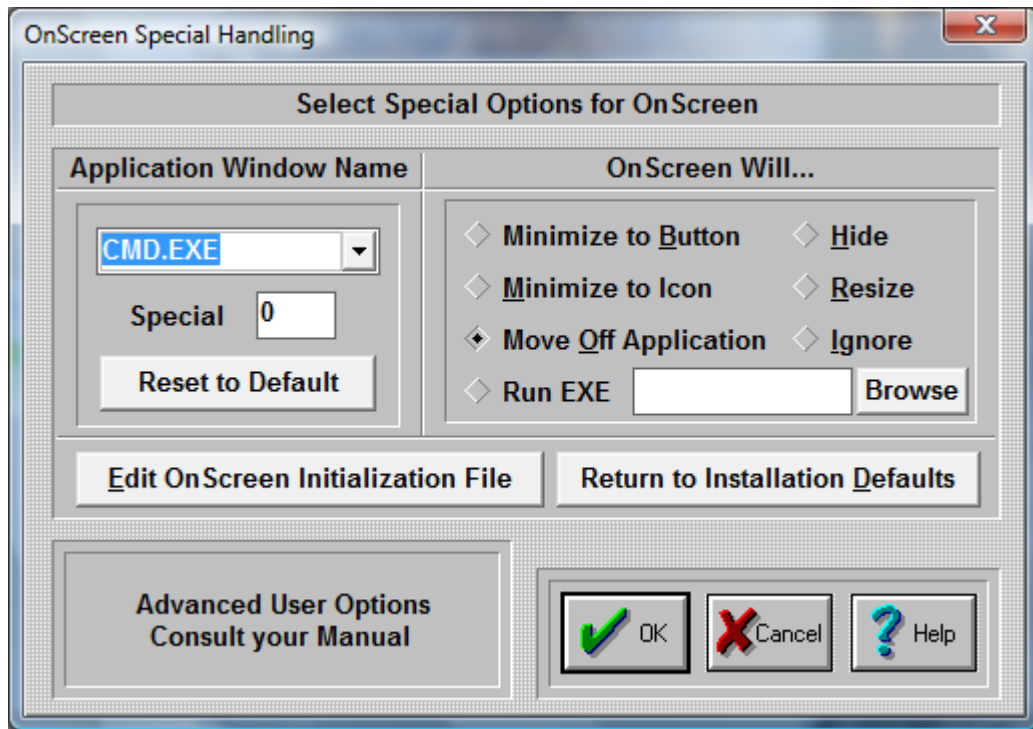 OnScreen Special Handling
Select Special Options for OnScreen
Application Window Name
OnScreen Will...
CMD.EXE
Special 0
Reset to Default
Minimize to Button
Hide
Minimize to Icon
Resize
Move Off Application
Ignore
Run EXE
Browse
Edit OnScreen Initialization File
Return to Installation Defaults
Advanced User Options
Consult your Manual
OK
Cancel
Help